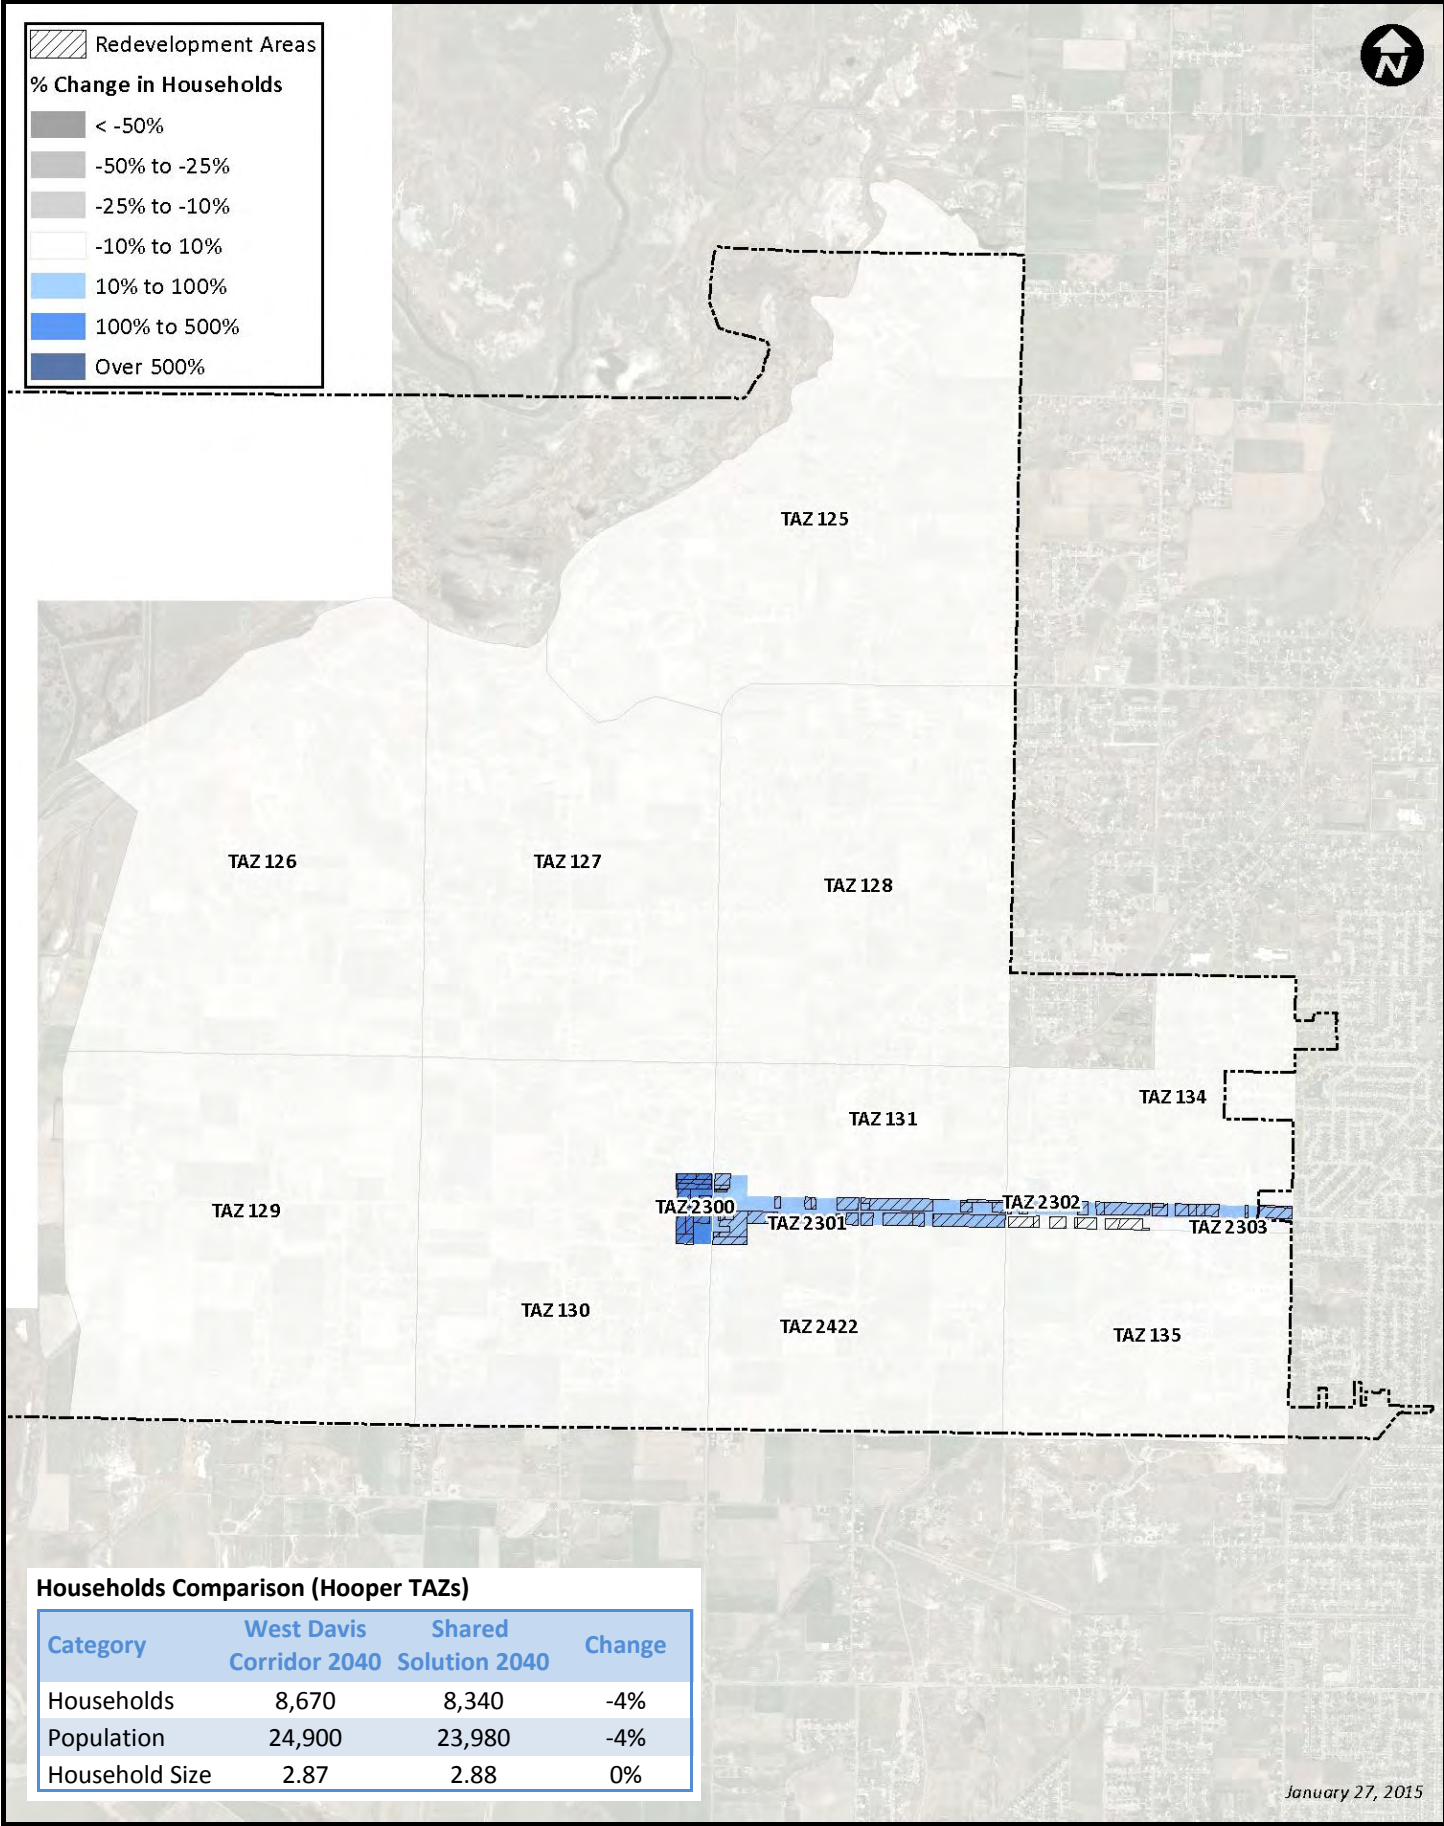 Redevelopment Areas
% Change in Households
< -50%
-50% to -25%
-25% to -10%
-10% to 10%
10% to 100%
100% to 500%
Over 500%
N
TAZ 125
TAZ 126
TAZ 127
TAZ 128
TAZ 134
TAZ 131
TAZ 2300
TAZ 2302
TAZ 129
TAZ 2301
TAZ 2303
TAZ 130
TAZ 2422
TAZ 135
Households Comparison (Hooper TAZs)
Category West Davis Corridor 2040 Shared Solution 2040 Change
Households 8,670 8,340 -4%
Population 24,900 23,980 -4%
Household Size 2.87 2.88 0%
January 27, 2015